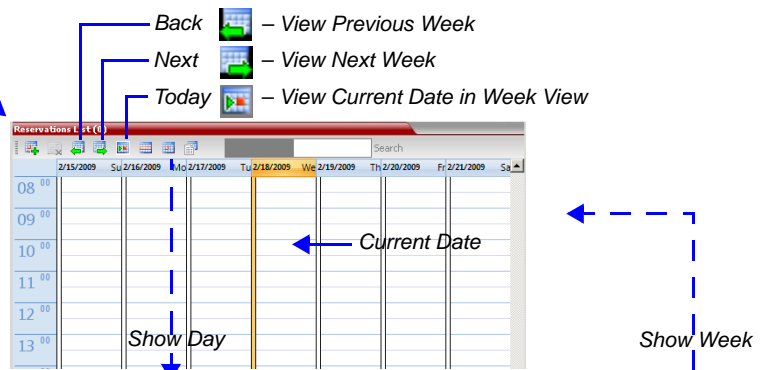 Back – View Previous Week
Next – View Next Week
Today – View Current Date in Week View
Reservations List (0)
Search
2/15/2009 Su 2/16/2009 Mo 2/17/2009 Tu 2/18/2009 We 2/19/2009 Th 2/20/2009 Fr 2/21/2009 Sa
08 00
09 00
Current Date
10 00
11 00
12 00
Show Day
Show Week
13 00